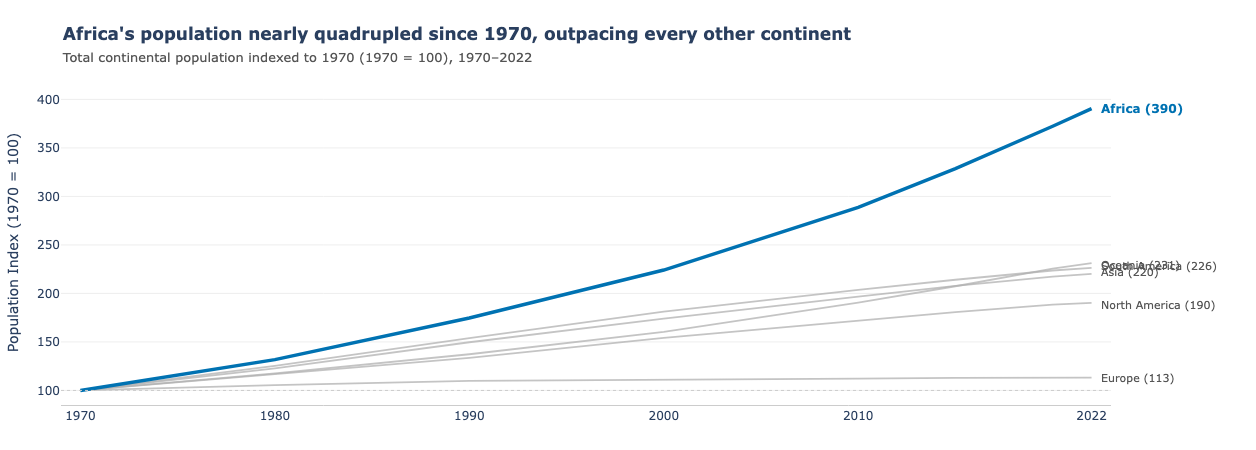 Africa's population nearly quadrupled since 1970, outpacing every other continent
Total continental population indexed to 1970 (1970 = 100), 1970–2022
Population Index (1970 = 100)
400
350
300
250
200
150
100
1970
1980
1990
2000
2010
2022
Africa (390)
Oceania (231)
South America (226)
Asia (220)
North America (190)
Europe (113)